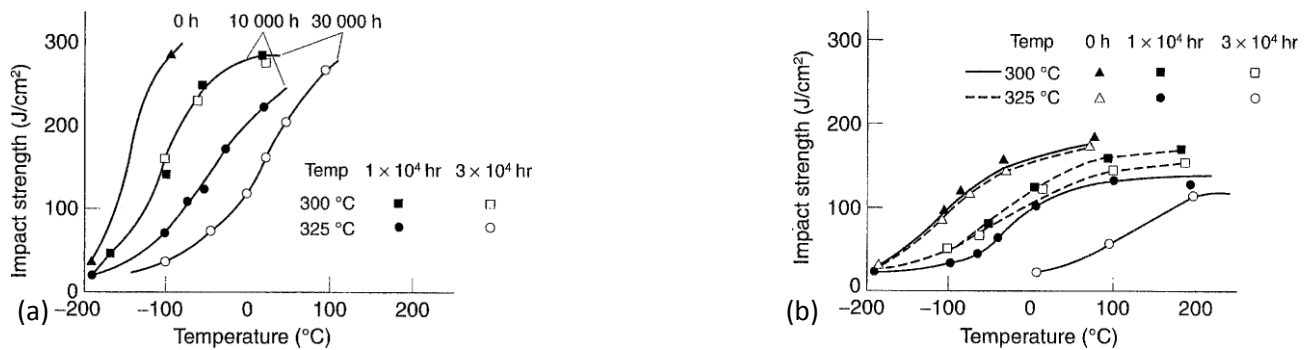 0 h 10 000 h 30 000 h
300
200
100
0
Impact strength (J/cm²)
Temp 1 × 10⁴ hr 3 × 10⁴ hr
300 °C
325 °C
(a)
−200 −100 0 100 200
Temperature (°C)
Temp 0 h 1 × 10⁴ hr 3 × 10⁴ hr
300 °C
325 °C
300
200
100
0
Impact strength (J/cm²)
(b)
−200 −100 0 100 200
Temperature (°C)